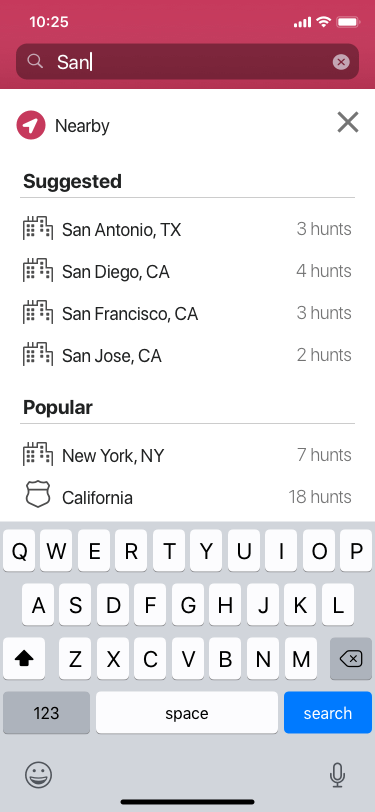 10:25
San
Nearby
Suggested
San Antonio, TX 3 hunts
San Diego, CA 4 hunts
San Francisco, CA 3 hunts
San Jose, CA 2 hunts
Popular
New York, NY 7 hunts
California 18 hunts
Q W E R T Y U I O P
A S D F G H J K L
Z X C V B N M
123 space search